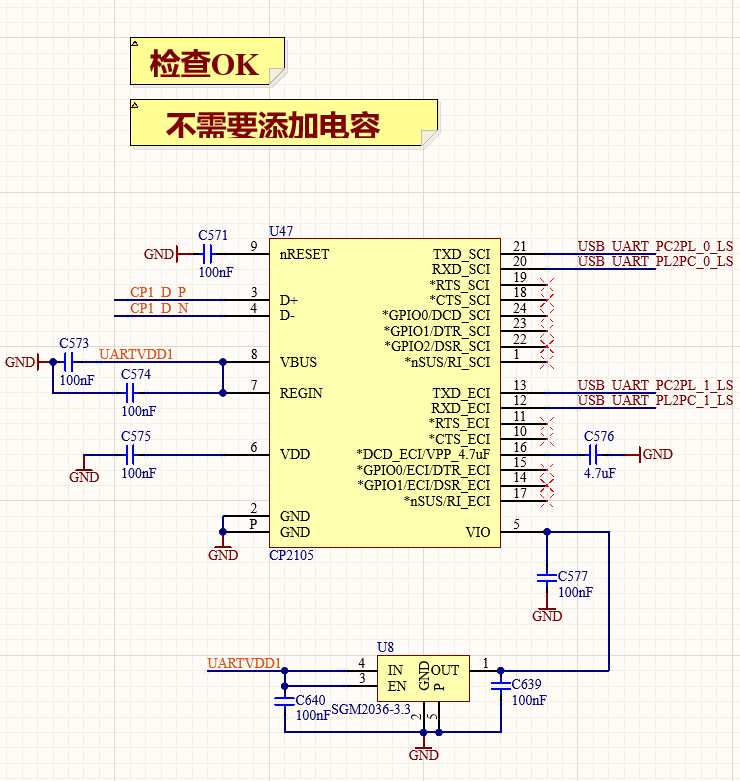 检查OK
不需要添加电容
U47
C571
GND
100nF
9
nRESET
TXD_SCI
21
USB_UART_PC2PL_0_LS
RXD_SCI
20
USB_UART_PL2PC_0_LS
*RTS_SCI
19
CP1_D_P
3
D+
*CTS_SCI
18
CP1_D_N
4
D-
*GPIO0/DCD_SCI
24
*GPIO1/DTR_SCI
23
*GPIO2/DSR_SCI
22
C573
GND
100nF
UARTVDD1
8
VBUS
*nSUS/RI_SCI
1
C574
100nF
7
REGIN
TXD_ECI
13
USB_UART_PC2PL_1_LS
RXD_ECI
12
USB_UART_PL2PC_1_LS
*RTS_ECI
11
*CTS_ECI
10
C575
100nF
GND
6
VDD
*DCD_ECI/VPP_4.7uF
16
C576
4.7uF
GND
*GPIO0/ECI/DTR_ECI
15
*GPIO1/ECI/DSR_ECI
14
*nSUS/RI_ECI
17
2
GND
P
GND
VIO
5
GND
CP2105
C577
100nF
GND
U8
UARTVDD1
4
IN
GND
OUT
1
3
EN
P
C640
100nF
SGM2036-3.3
2
5
C639
100nF
GND